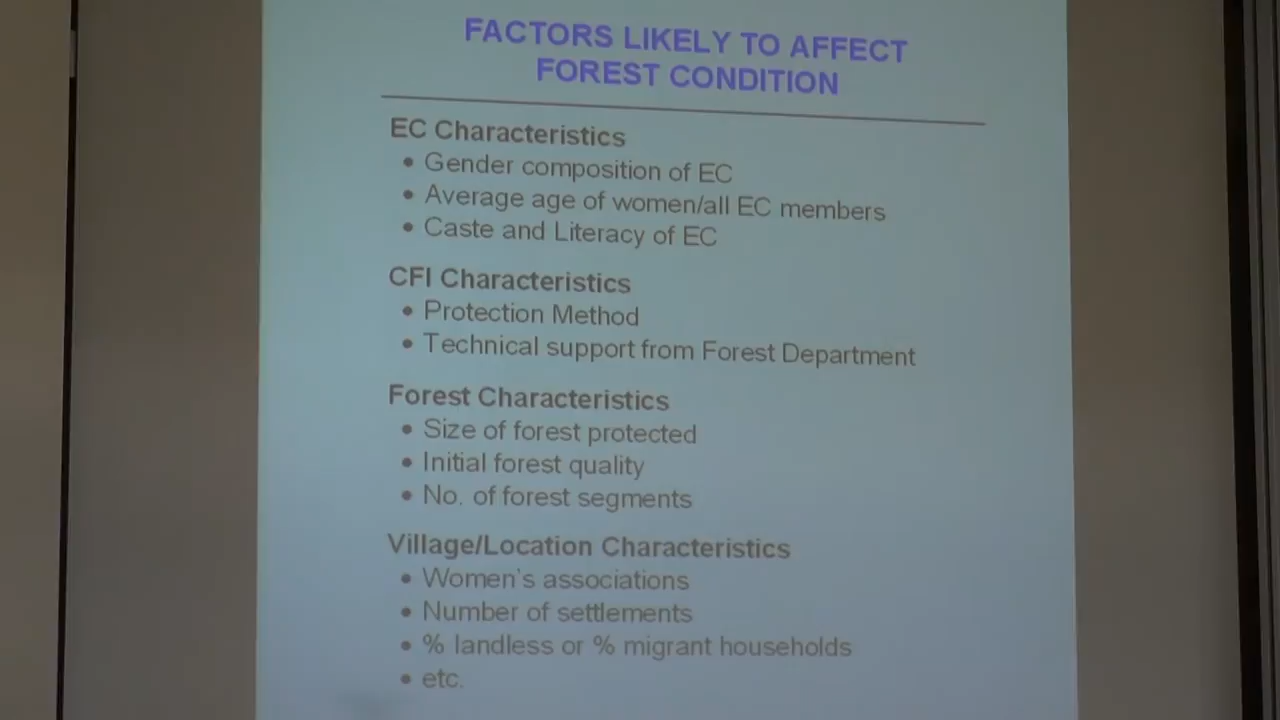 FACTORS LIKELY TO AFFECT
FOREST CONDITION
EC Characteristics
• Gender composition of EC
• Average age of women/all EC members
• Caste and Literacy of EC
CFI Characteristics
• Protection Method
• Technical support from Forest Department
Forest Characteristics
• Size of forest protected
• Initial forest quality
• No. of forest segments
Village/Location Characteristics
• Women's associations
• Number of settlements
• % landless or % migrant households
• etc.